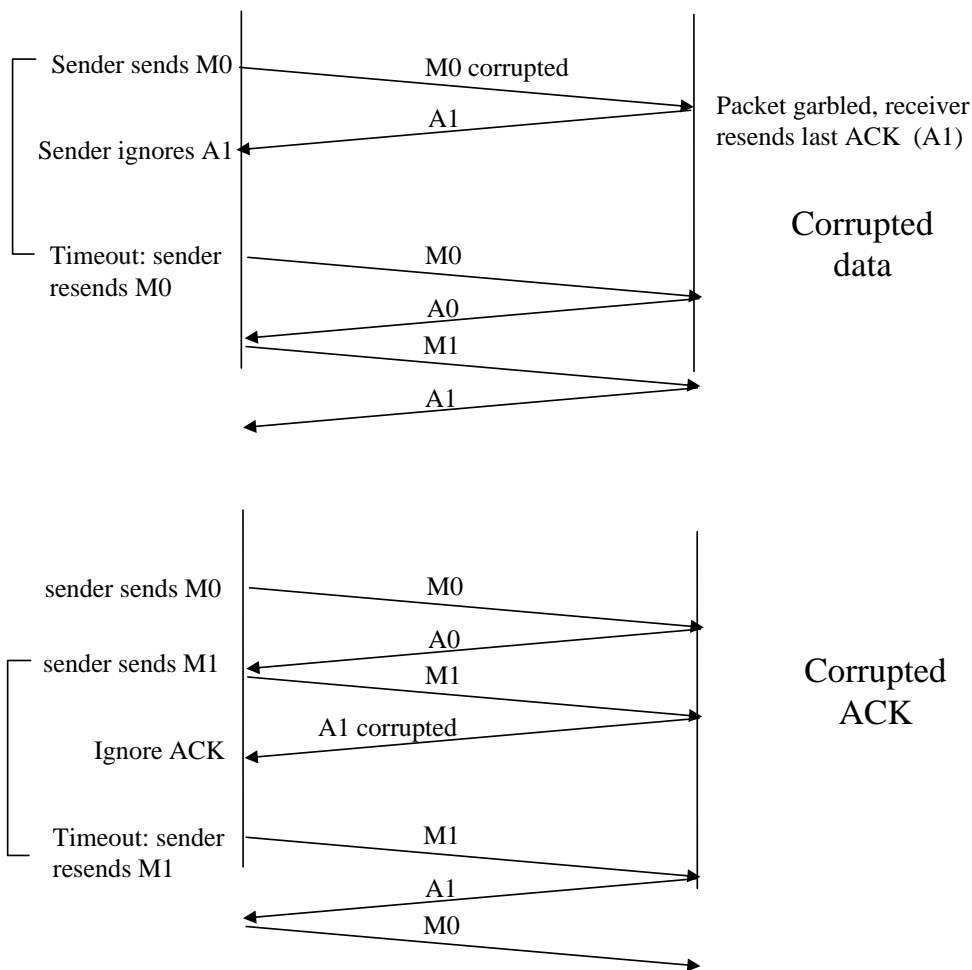 Sender sends M0
M0 corrupted
Packet garbled, receiver
resends last ACK (A1)
A1
Sender ignores A1
Corrupted
data
Timeout: sender
resends M0
M0
A0
M1
A1
sender sends M0
M0
A0
sender sends M1
M1
Corrupted
ACK
A1 corrupted
Ignore ACK
Timeout: sender
resends M1
M1
A1
M0